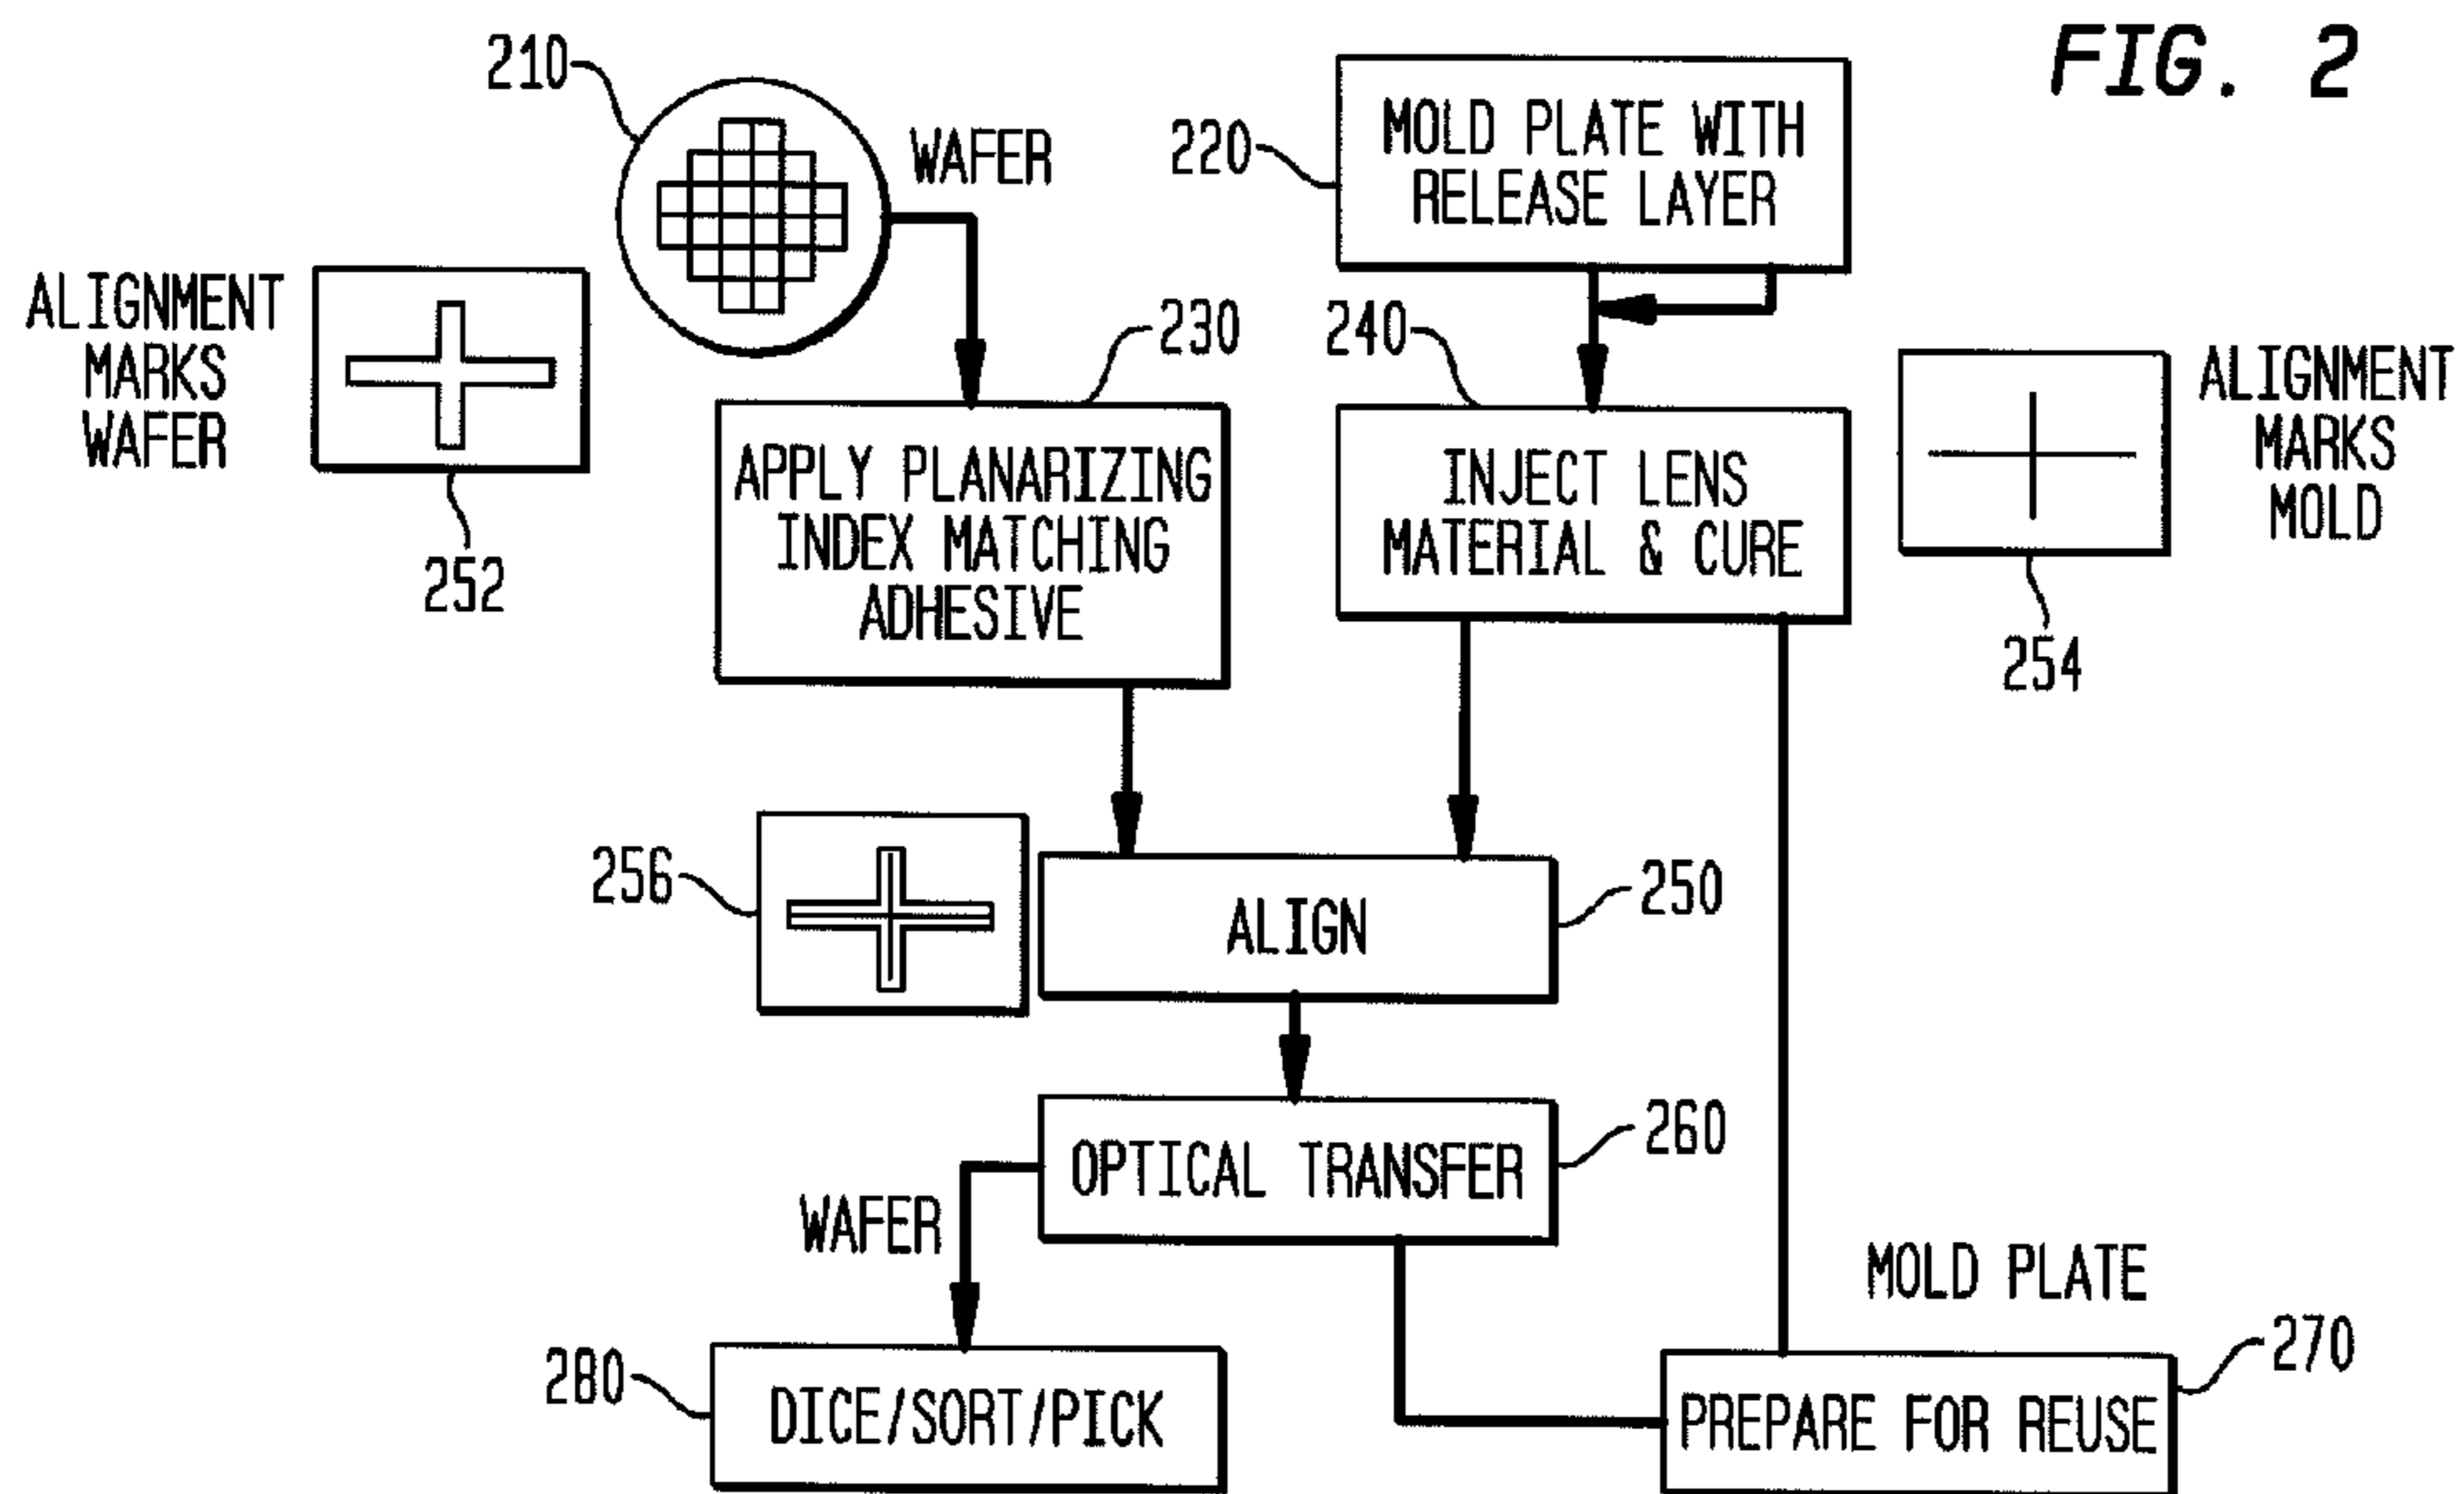 FIG. 2
210
WAFER
220
MOLD PLATE WITH
RELEASE LAYER
ALIGNMENT
MARKS
WAFER
252
230
APPLY PLANARIZING
INDEX MATCHING
ADHESIVE
240
INJECT LENS
MATERIAL & CURE
ALIGNMENT
MARKS
MOLD
254
256
ALIGN
250
OPTICAL TRANSFER
260
WAFER
280
DICE/SORT/PICK
MOLD PLATE
270
PREPARE FOR REUSE